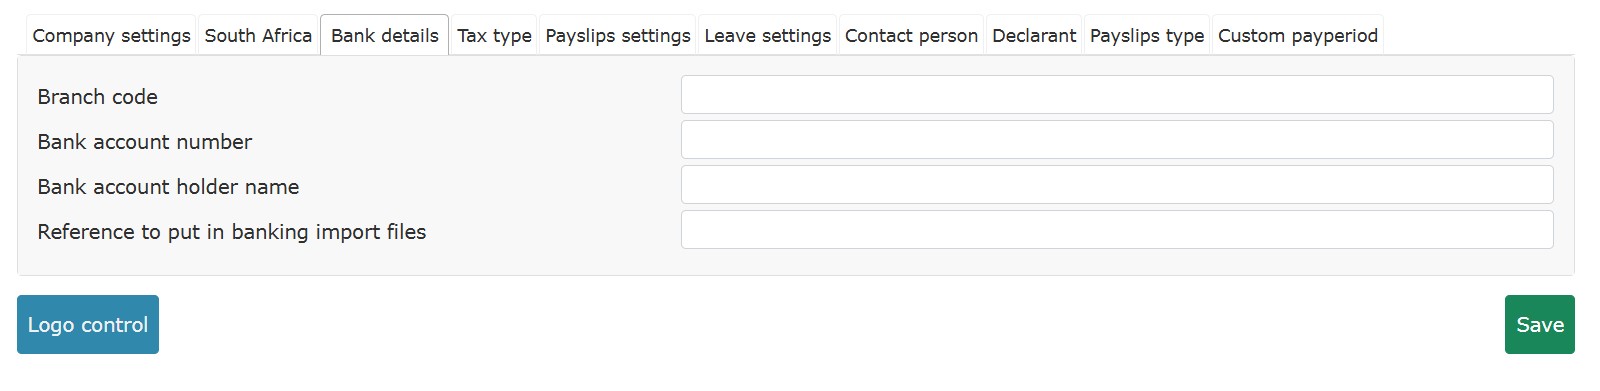 Company settings South Africa Bank details Tax type Payslips settings Leave settings Contact person Declarant Payslips type Custom payperiod
Branch code
Bank account number
Bank account holder name
Reference to put in banking import files
Logo control Save